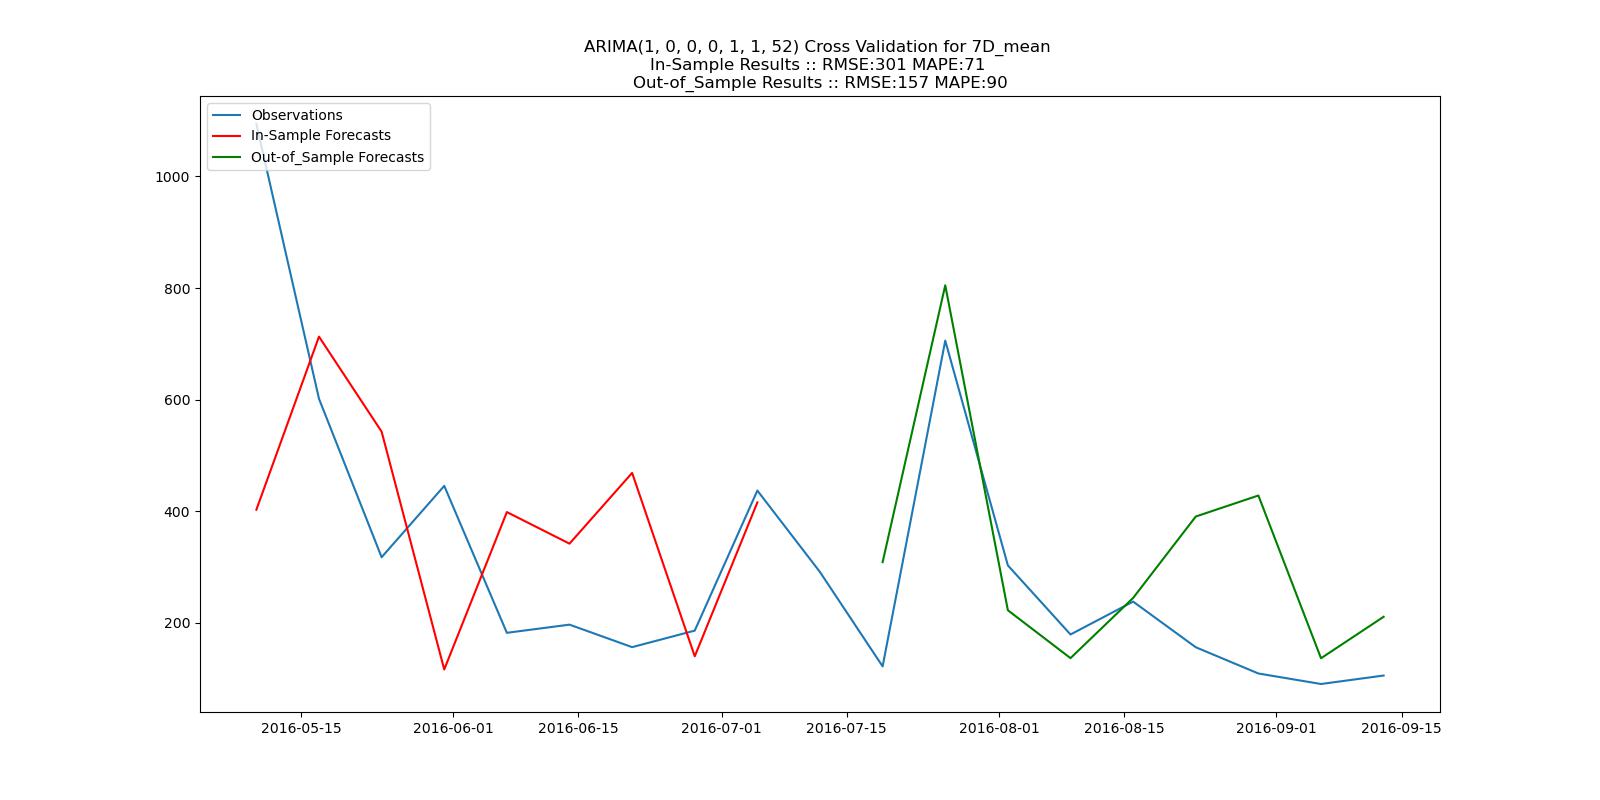 ARIMA(1, 0, 0, 0, 1, 1, 52) Cross Validation for 7D_mean
In-Sample Results :: RMSE:301 MAPE:71
Out-of_Sample Results :: RMSE:157 MAPE:90
Observations
In-Sample Forecasts
Out-of_Sample Forecasts
1000
800
600
400
200
2016-05-15 2016-06-01 2016-06-15 2016-07-01 2016-07-15 2016-08-01 2016-08-15 2016-09-01 2016-09-15